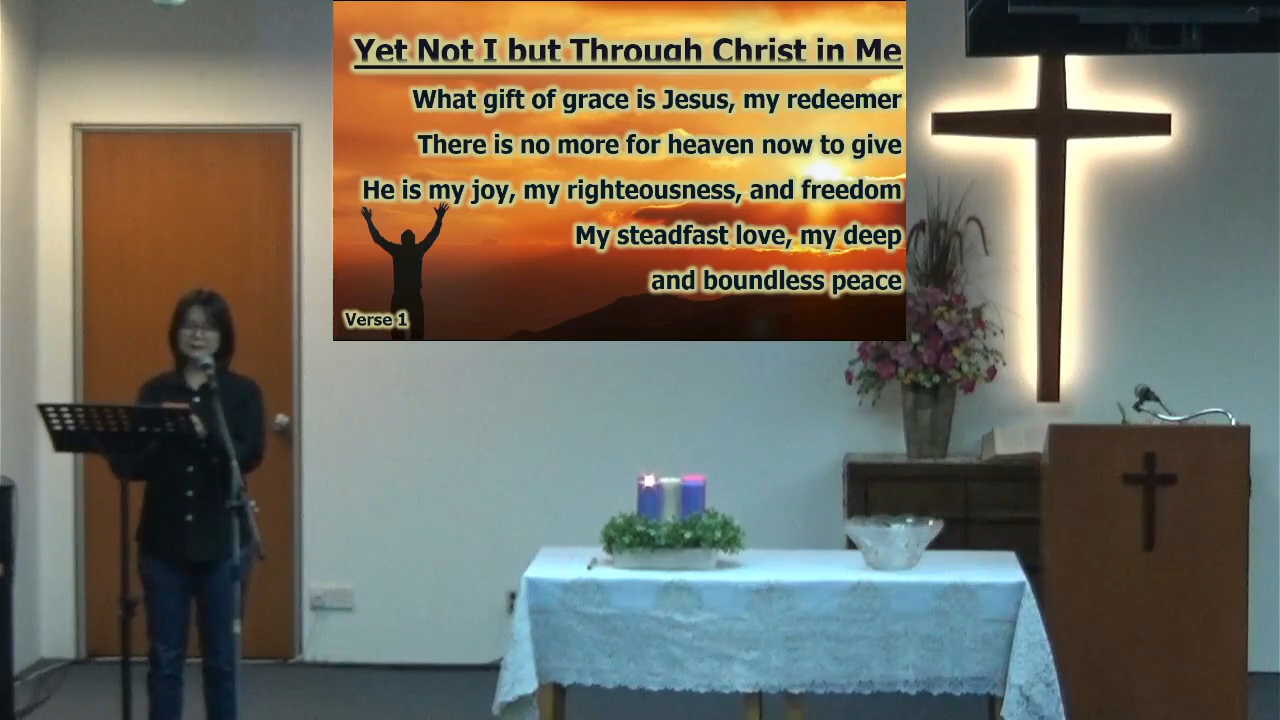 Yet Not I but Through Christ in Me
What gift of grace is Jesus, my redeemer
There is no more for heaven now to give
He is my joy, my righteousness, and freedom
My steadfast love, my deep
and boundless peace
Verse 1